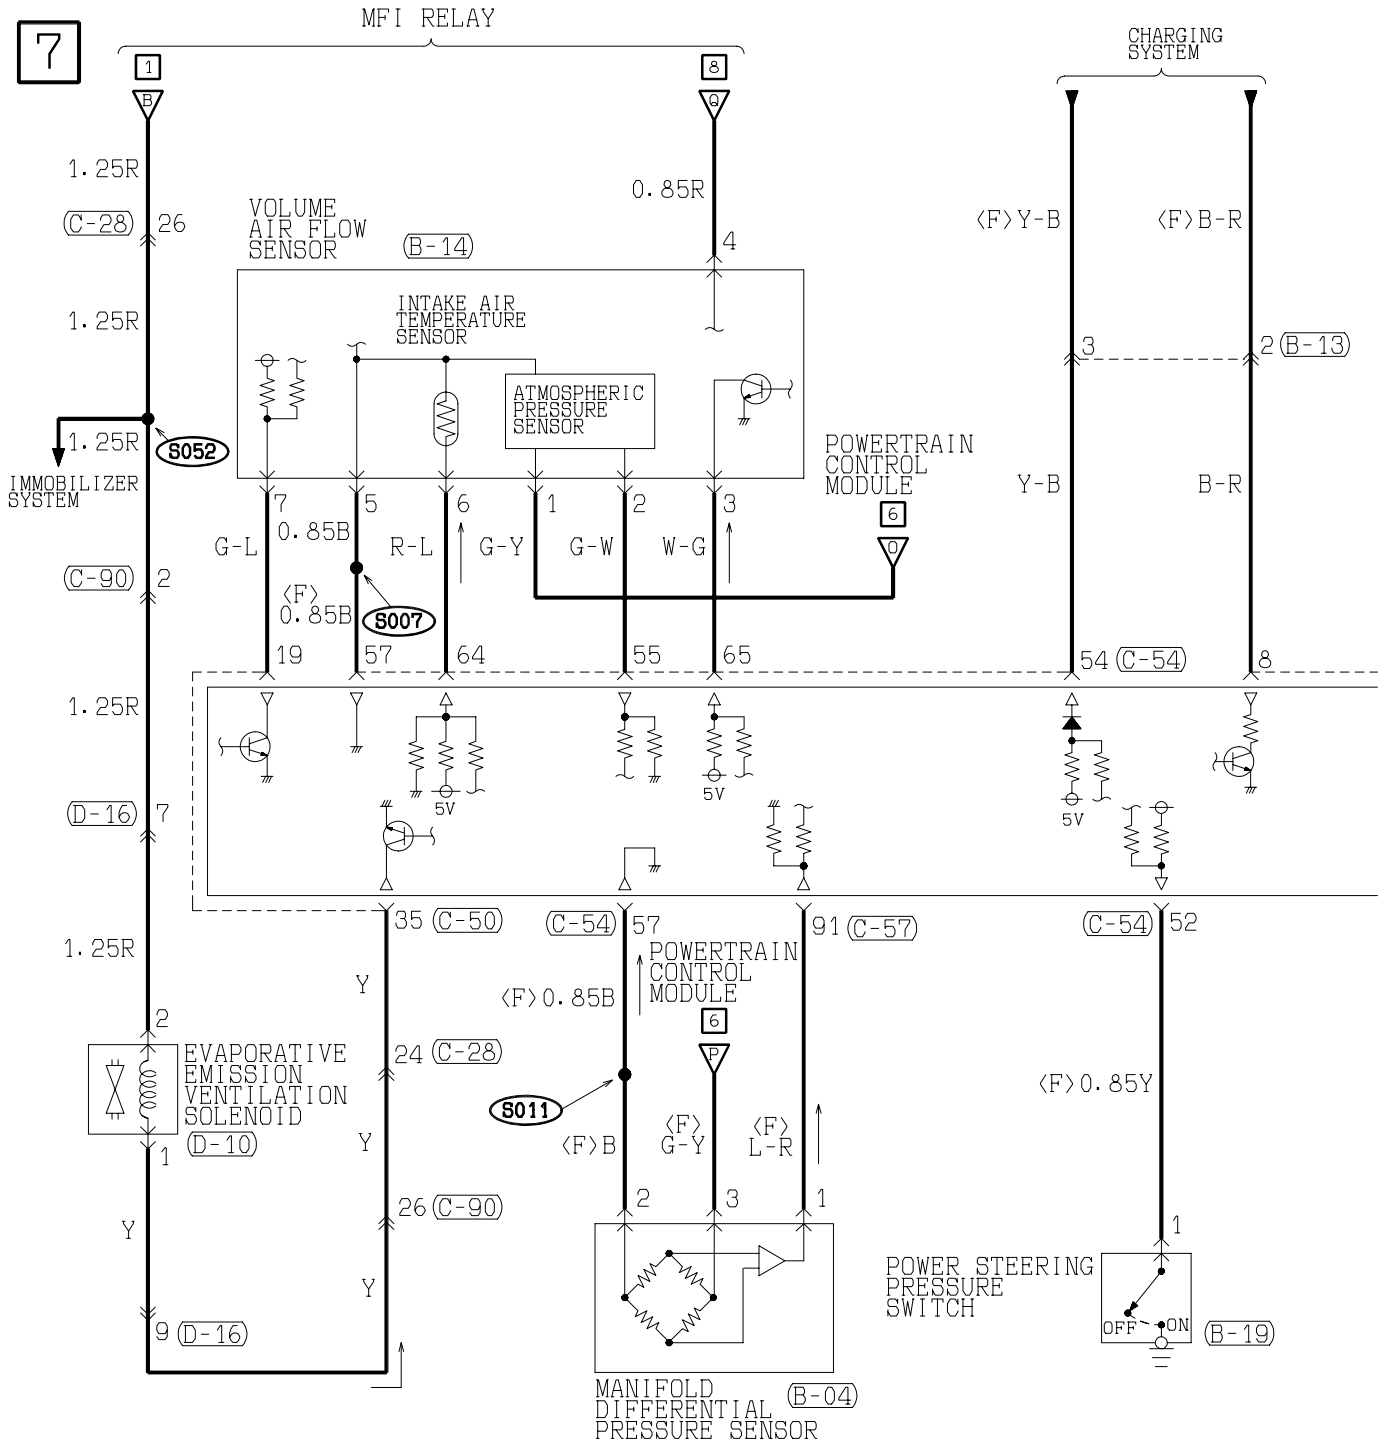 7
MFI RELAY
CHARGING
SYSTEM
1
8
B
Q
1.25R
0.85R
VOLUME
AIR FLOW
SENSOR
(B-14)
(C-28) 26
4
<F>Y-B
<F>B-R
1.25R
INTAKE AIR
TEMPERATURE
SENSOR
3
2 (B-13)
ATMOSPHERIC
PRESSURE
SENSOR
1.25R
S052
IMMOBILIZER
SYSTEM
POWERTRAIN
CONTROL
MODULE
6
O
Y-B
B-R
7
5
6
1
2
3
0.85B
G-L
R-L
G-Y
G-W
W-G
(C-90) 2
<F>
0.85B
S007
19
57
64
55
65
54 (C-54)
8
1.25R
5V
5V
5V
(D-16) 7
35 (C-50)
(C-54) 57
91 (C-57)
(C-54) 52
1.25R
Y
POWERTRAIN
CONTROL
MODULE
6
P
<F>0.85B
2
EVAPORATIVE
EMISSION
VENTILATION
SOLENOID
(D-10)
1
24 (C-28)
S011
<F>0.85Y
Y
<F>B
<F>
G-Y
<F>
L-R
26 (C-90)
2
3
1
1
Y
Y
POWER STEERING
PRESSURE
SWITCH
OFF
ON
(B-19)
9 (D-16)
MANIFOLD
DIFFERENTIAL
PRESSURE SENSOR
(B-04)